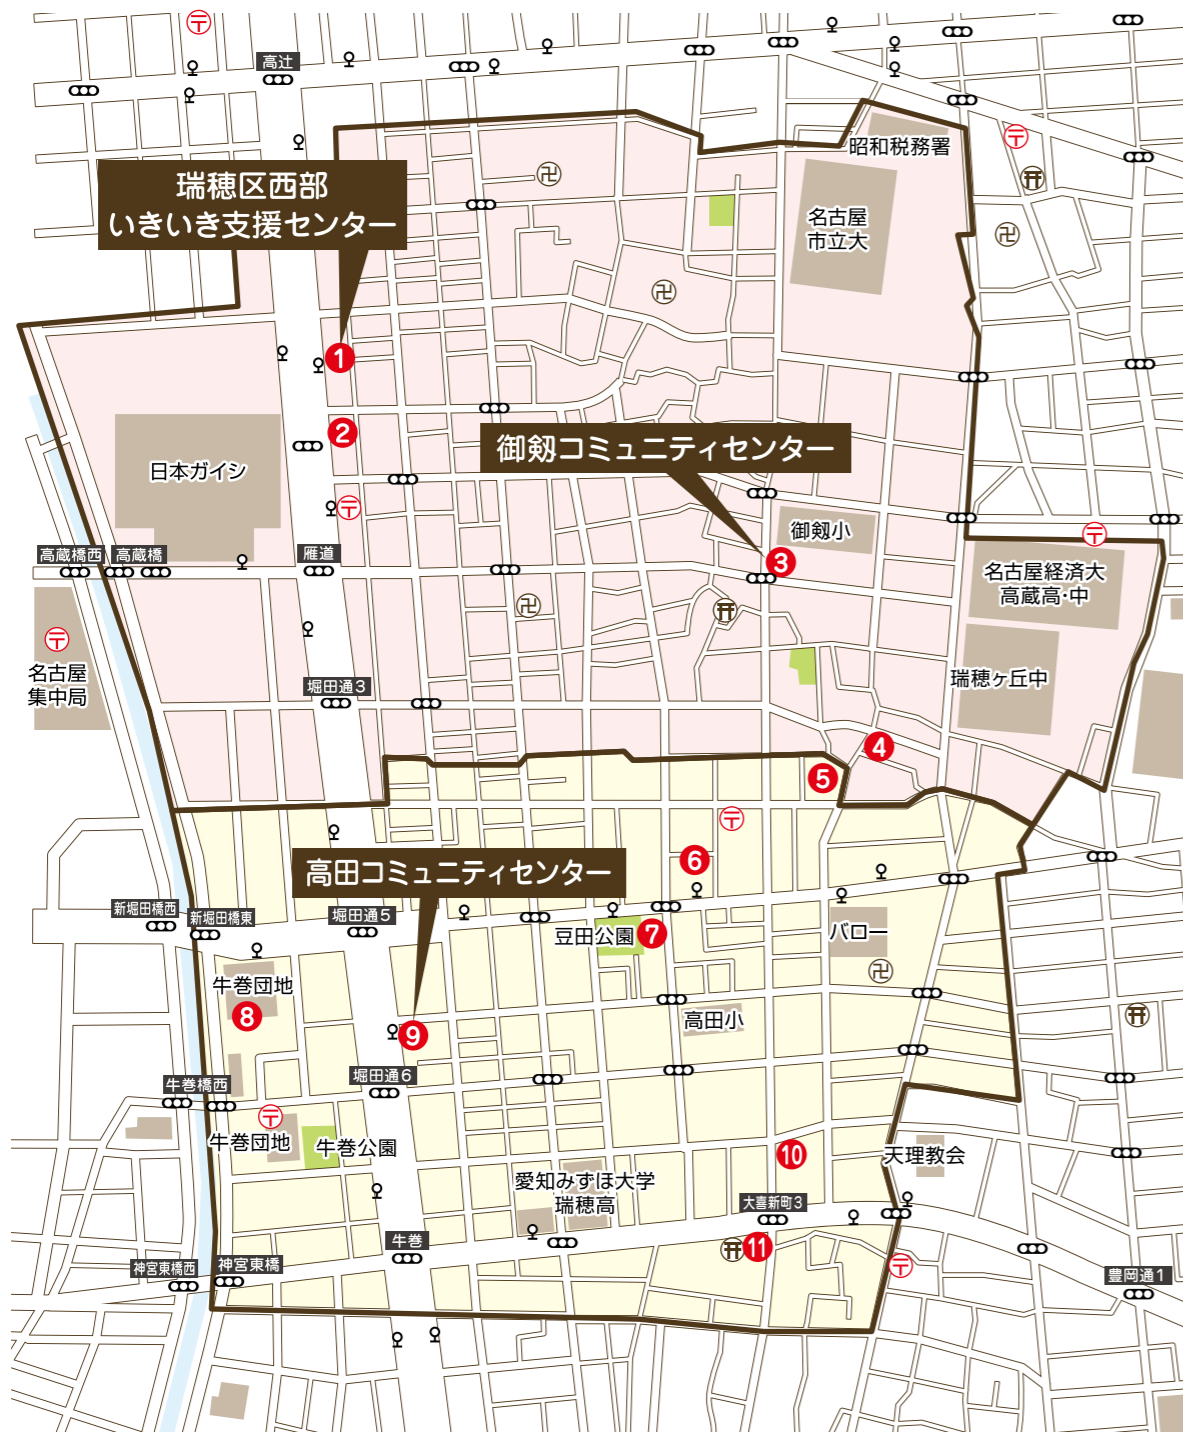 〒
高辻
昭和税務署
〒
瑞穂区西部
いきいき支援センター
卍
卍
名古屋
市立大
卍
1
2
御剱コミュニティセンター
日本ガイシ
〒
御剱小
〒
高蔵橋西
高蔵橋
雁道
3
名古屋経済大
高蔵高・中
卍
〒
名古屋
集中局
堀田通3
瑞穂ヶ丘中
4
5
〒
6
高田コミュニティセンター
新堀田橋西
新堀田橋東
堀田通5
豆田公園
7
バロー
卍
牛巻団地
8
高田小
9
堀田通6
牛巻橋西
〒
牛巻団地
牛巻公園
10
天理教会
愛知みずほ大学
瑞穂高
大喜新町3
牛巻
11
神宮東橋西
神宮東橋
〒
豊岡通1